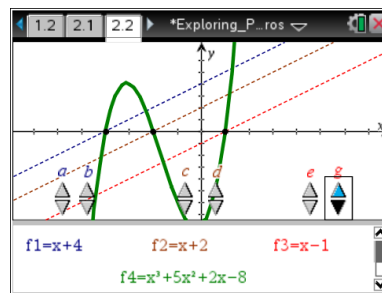 1.2 2.1 2.2 *Exploring_P...ros
y
x
a b c d e g
f1=x+4 f2=x+2 f3=x-1
f4=x³+5x²+2x-8